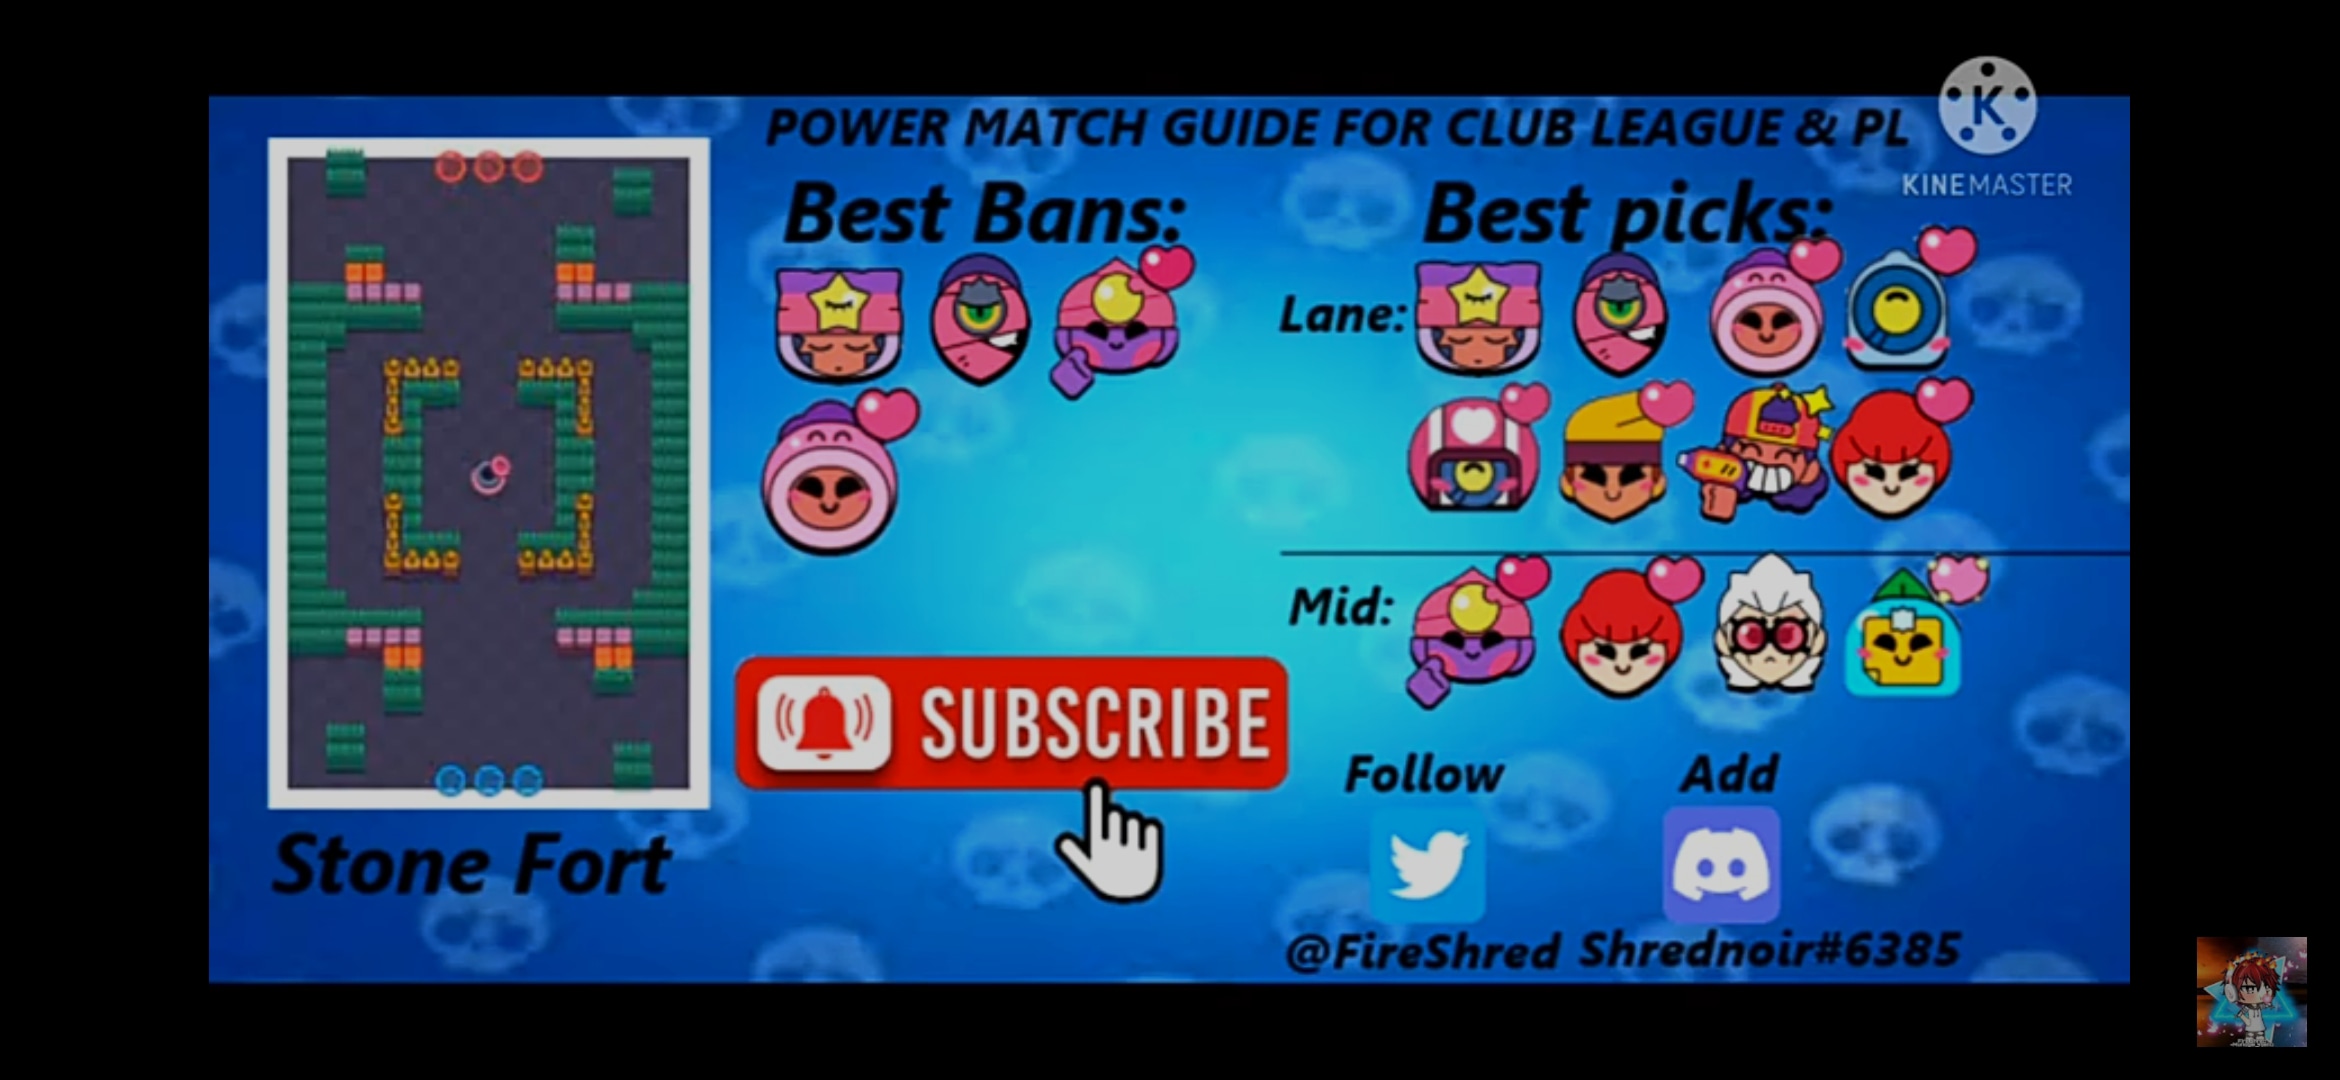 POWER MATCH GUIDE FOR CLUB LEAGUE & PL
K
KINEMASTER
Best Bans:
Best picks:
Lane:
Mid:
SUBSCRIBE
Follow
Add
Stone Fort
@FireShred
Shrednoir#6385